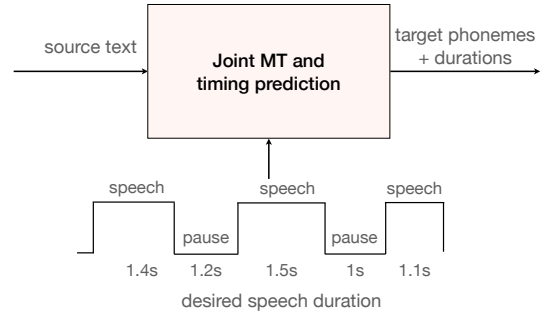 source text
Joint MT and
timing prediction
target phonemes
+ durations
speech
speech
speech
pause
pause
1.4s 1.2s 1.5s 1s 1.1s
desired speech duration